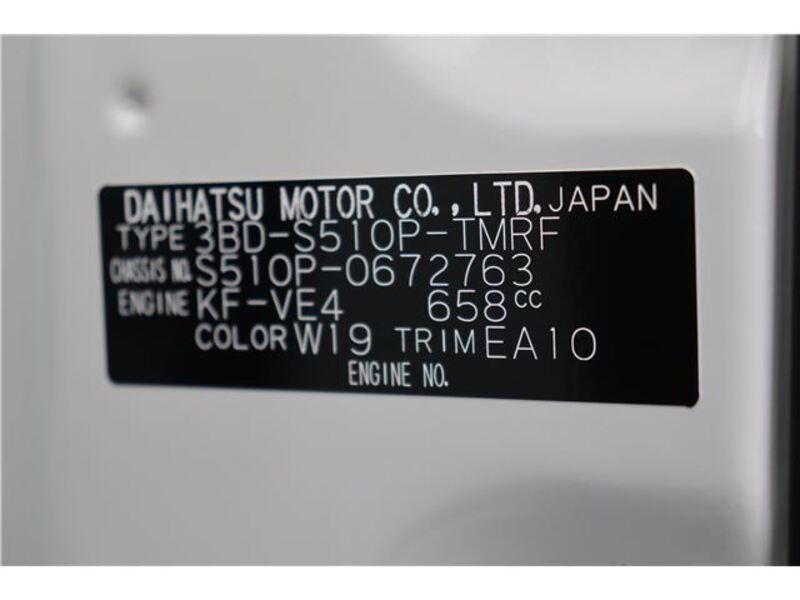 DAIHATSU MOTOR CO., LTD. JAPAN
TYPE 3BD-S510P-TMRF
CHASSIS NO. S510P-0672763
ENGINE KF-VE4 658CC
COLOR W19 TRIM EA10
ENGINE NO.